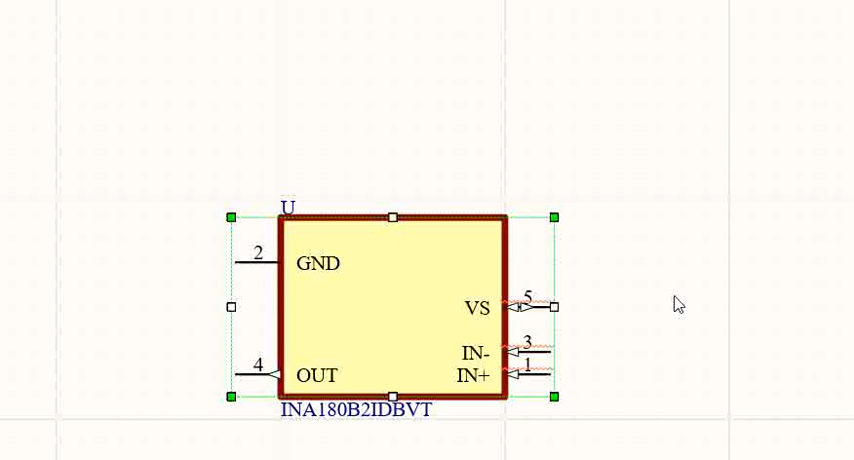 U
2
GND
5
VS
3
IN-
4
OUT
1
IN+
INA180B2IDBVT